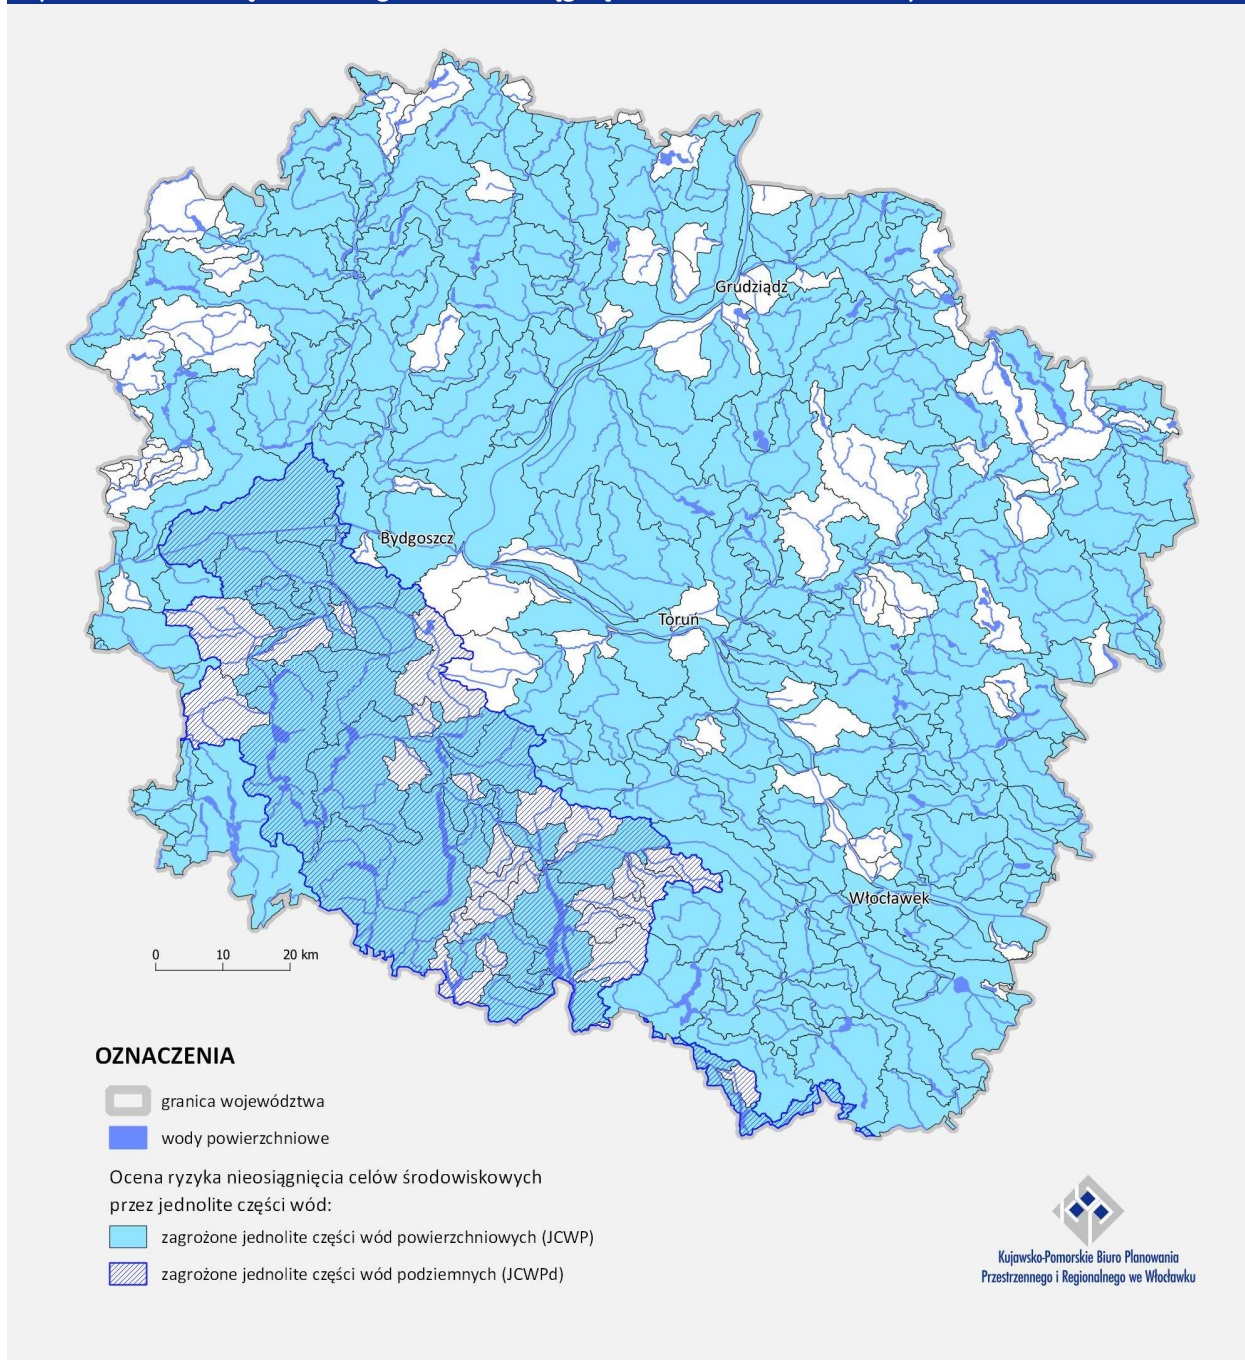 Grudziądz
Bydgoszcz
Toruń
Włocławek
0 10 20 km
OZNACZENIA
granica województwa
wody powierzchniowe
Ocena ryzyka nieosiągnięcia celów środowiskowych
przez jednolite części wód:
zagrożone jednolite części wód powierzchniowych (JCWP)
zagrożone jednolite części wód podziemnych (JCWPd)
Kujawsko-Pomorskie Biuro Planowania
Przestrzennego i Regionalnego we Włocławku